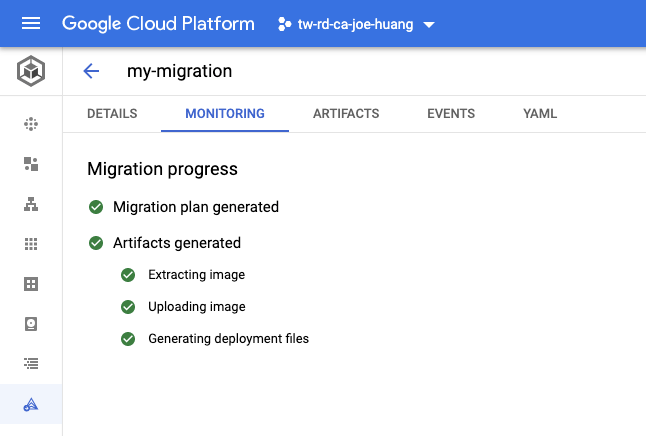 Google Cloud Platform tw-rd-ca-joe-huang
my-migration
DETAILS MONITORING ARTIFACTS EVENTS YAML
Migration progress
Migration plan generated
Artifacts generated
Extracting image
Uploading image
Generating deployment files